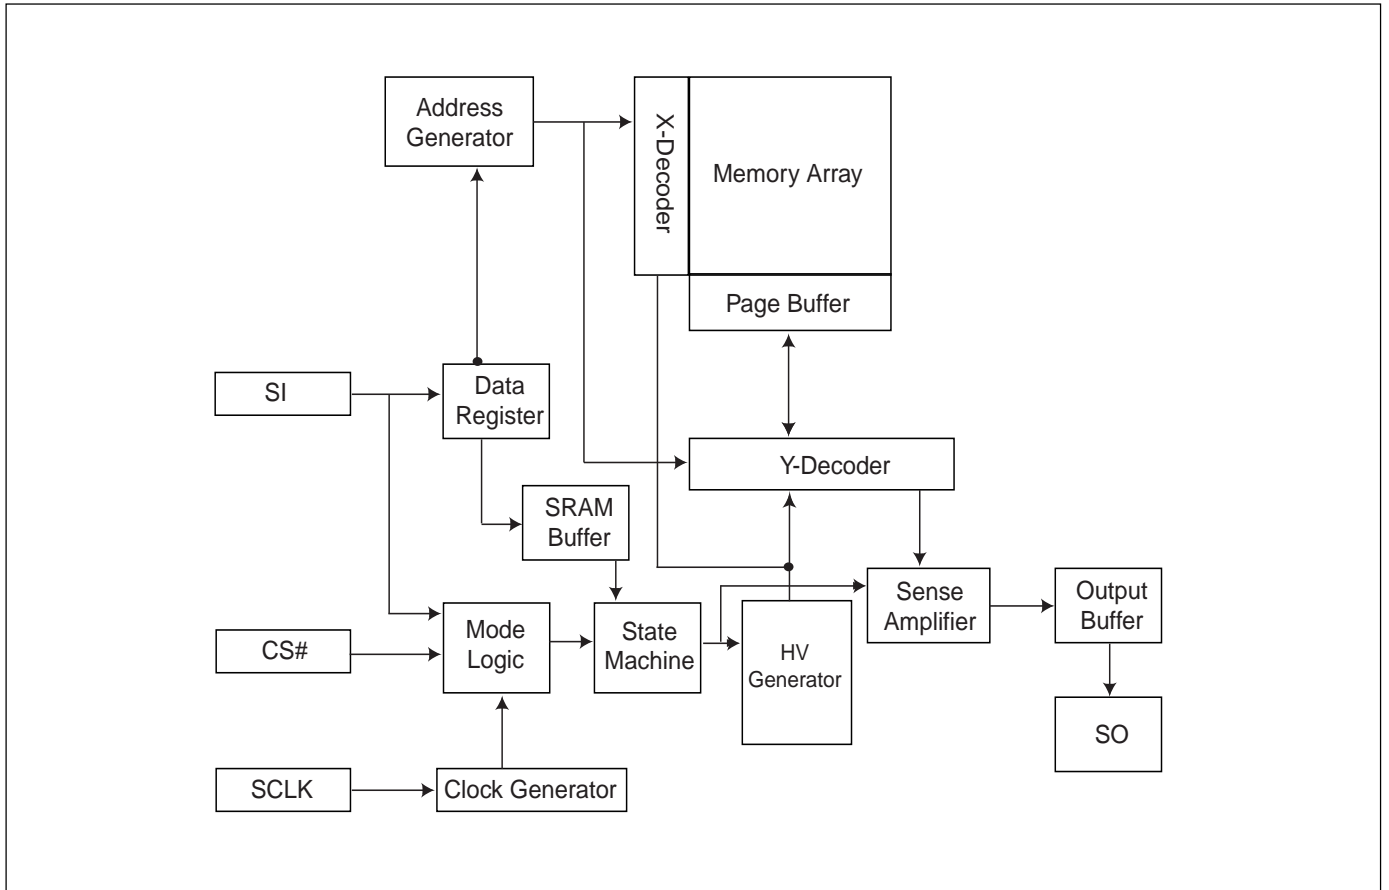 Address
Generator
X-Decoder
Memory Array
Page Buffer
SI
Data
Register
Y-Decoder
SRAM
Buffer
Sense
Amplifier
Output
Buffer
Mode
Logic
State
Machine
CS#
HV
Generator
SO
SCLK
Clock Generator